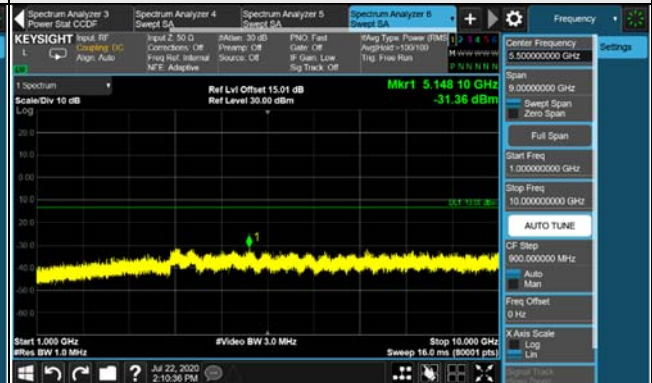 Spectrum Analyzer 3
Power Stat CCDF
Spectrum Analyzer 4
Swept SA
Spectrum Analyzer 5
Swept SA
Spectrum Analyzer 6
Swept SA
Frequency
KEYSIGHT
L
Input: RF
Coupling: DC
Align: Auto
Input Z: 50 Ω
Corrections: Off
Freq Ref: Internal
NFE: Adaptive
#Atten: 30 dB
Preamp: Off
Source: Off
PNO: Fast
Gate: Off
IF Gain: Low
Sig Track: Off
#Avg Type: Power (RMS
Avg|Hold:>100/100
Trig: Free Run
1 2 3 4 5 6
M W W W W W
P N N N N N
Center Frequency
5.500000000 GHz
Settings
Span
9.00000000 GHz
Swept Span
Zero Span
Full Span
Start Freq
1.000000000 GHz
Stop Freq
10.000000000 GHz
AUTO TUNE
CF Step
900.000000 MHz
Auto
Man
Freq Offset
0 Hz
X Axis Scale
Log
Lin
Signal Track
1 Spectrum
Scale/Div 10 dB
Log
Ref Lvl Offset 15.01 dB
Ref Level 30.00 dBm
Mkr1 5.148 10 GHz
-31.36 dBm
20.0
10.0
0.00
-10.0
-20.0
-30.0
-40.0
-50.0
-60.0
1
Start 1.000 GHz
#Res BW 1.0 MHz
#Video BW 3.0 MHz
Stop 10.000 GHz
Sweep 16.0 ms (80001 pts)
Jul 22, 2020
2:10:36 PM